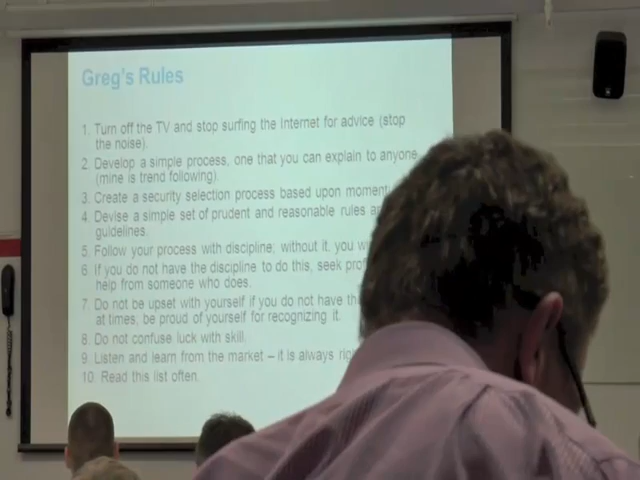 Greg's Rules
1. Turn off the TV and stop surfing the Internet for advice (stop
the noise).
2. Develop a simple process, one that you can explain to anyone
(mine is trend following).
3. Create a security selection process based upon
4. Devise a simple set of prudent and reasonable rules
guidelines.
5. Follow your process with discipline; without it, you
6. If you do not have the discipline to do this, seek
help from someone who does.
7. Do not be upset with yourself if you do not have
at times, be proud of yourself for recognizing it.
8. Do not confuse luck with skill.
9. Listen and learn from the market – it is always
10. Read this list often.